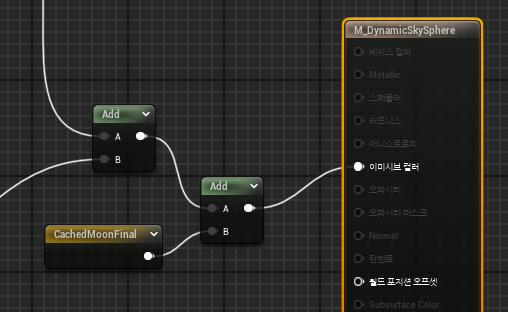 M_DynamicSkySphere
베이스 컬러
Metallic
스페큘러
러프니스
애니소트로피
이미시브 컬러
오파시티
오파시티 마스크
Normal
탄젠트
월드 포지션 오프셋
Subsurface Color
Add
A
B
Add
A
B
CachedMoonFinal